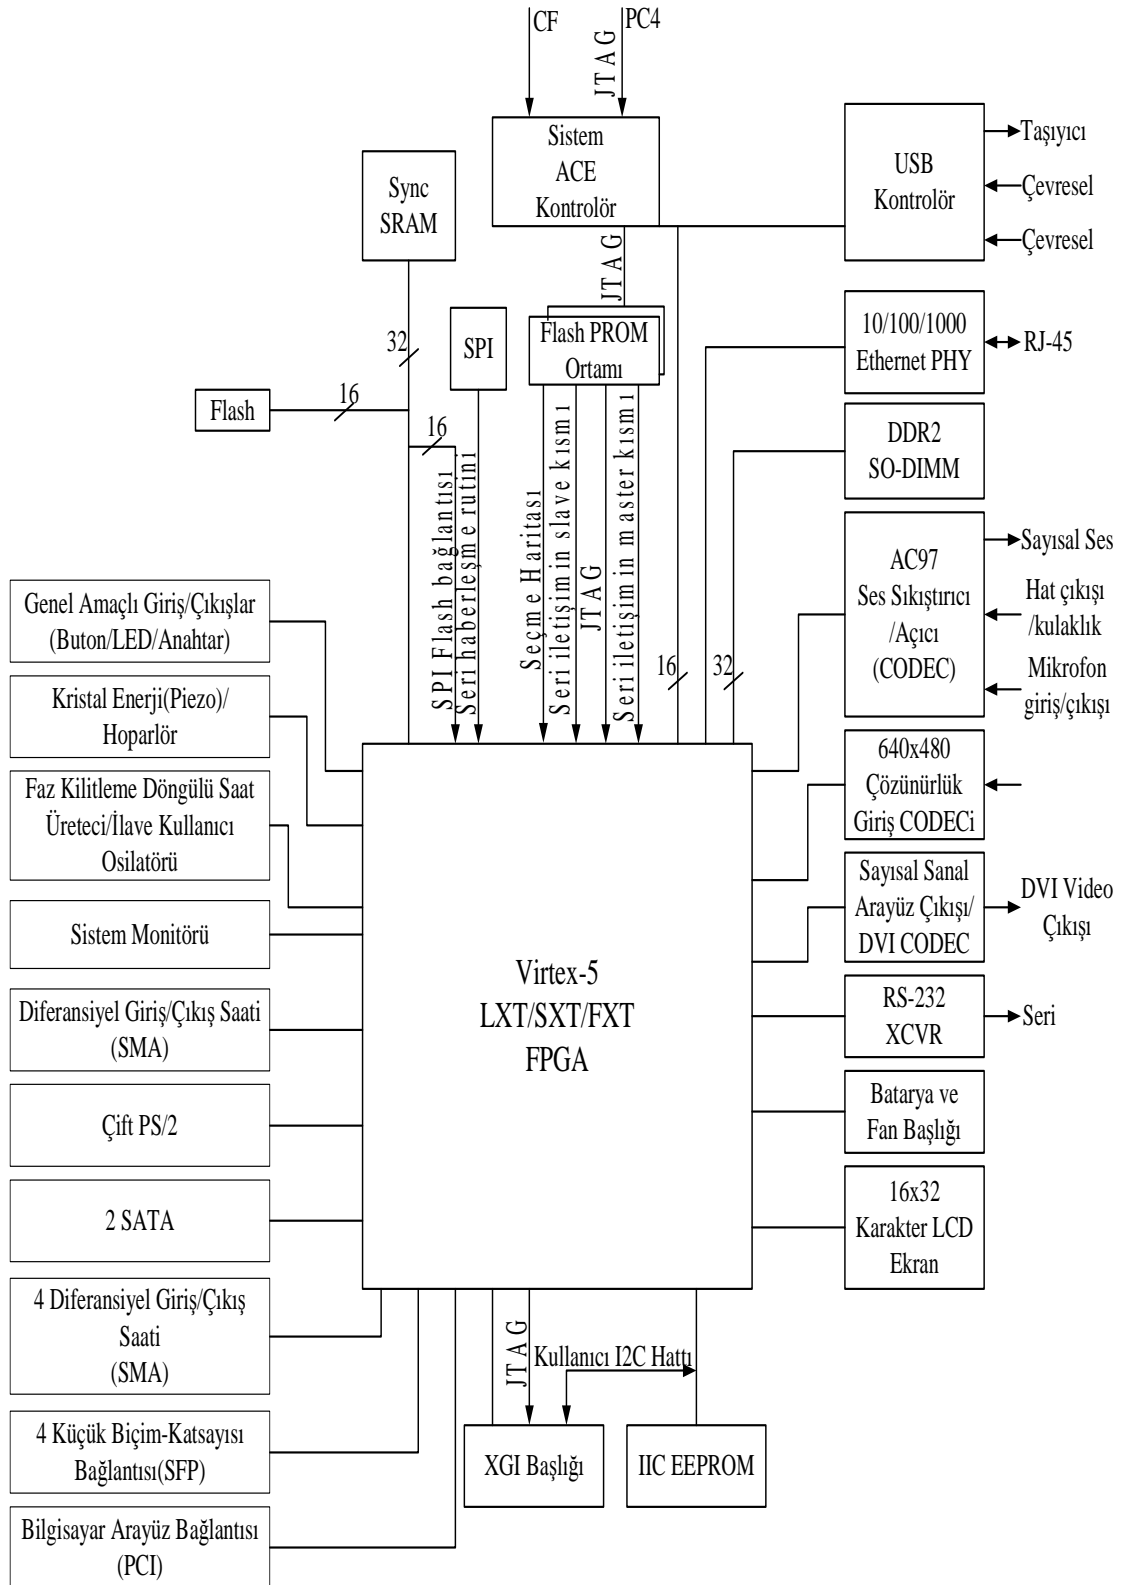 CF
PC4
JTAG
Sistem
ACE
Kontrolör
USB
Kontrolör
Taşıyıcı
Çevresel
Çevresel
Sync
SRAM
JTAG
32
SPI
Flash PROM
Ortamı
10/100/1000
Ethernet PHY
RJ-45
Flash
16
16
DDR2
SO-DIMM
SPI Flash bağlantısı
Seri haberleşme rutini
Seçme Haritası
Seri iletişimin slave kısmı
JTAG
Seri iletişimin master kısmı
16
32
AC97
Ses Sıkıştırıcı
/Açıcı
(CODEC)
Sayısal Ses
Hat çıkışı
/kulaklık
Mikrofon
giriş/çıkışı
Genel Amaçlı Giriş/Çıkışlar
(Buton/LED/Anahtar)
Kristal Enerji(Piezo)/
Hoparlör
Faz Kilitleme Döngülü Saat
Üreteci/İlave Kullanıcı
Osilatörü
Sistem Monitörü
Diferansiyel Giriş/Çıkış Saati
(SMA)
Çift PS/2
2 SATA
4 Diferansiyel Giriş/Çıkış
Saati
(SMA)
4 Küçük Biçim-Katsayısı
Bağlantısı(SFP)
Bilgisayar Arayüz Bağlantısı
(PCI)
Virtex-5
LXT/SXT/FXT
FPGA
640x480
Çözünürlük
Giriş CODECi
Sayısal Sanal
Arayüz Çıkışı/
DVI CODEC
DVI Video
Çıkışı
RS-232
XCVR
Seri
Batarya ve
Fan Başlığı
16x32
Karakter LCD
Ekran
JTAG
Kullanıcı I2C Hattı
XGI Başlığı
IIC EEPROM